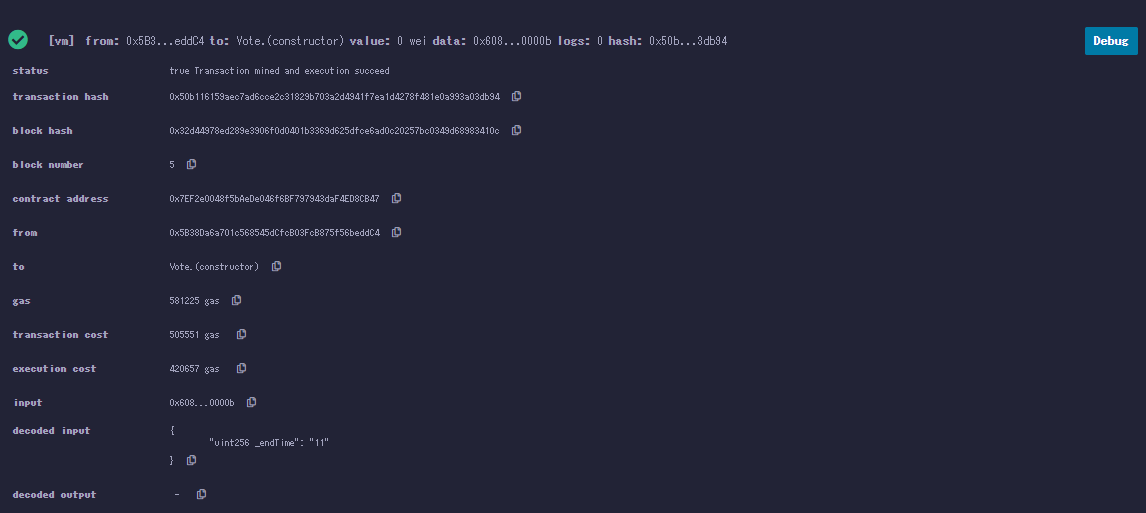 [vm] from: 0x5B3...eddC4 to: Vote.(constructor) value: 0 wei data: 0x608...0000b logs: 0 hash: 0x50b...3db94
Debug
status true Transaction mined and execution succeed
transaction hash 0x50b116159aec7ad6cce2c31829b703a2d4941f7ea1d4278f481e0a993a03db94
block hash 0x32d44978ed289e3906f0d0401b3369d625dfce6ad0c20257bc0349d68983410c
block number 5
contract address 0x7EF2e0048f5bAeDe046f6BF797943daF4ED8CB47
from 0x5B38Da6a701c568545dCfcB03FcB875f56beddC4
to Vote.(constructor)
gas 581225 gas
transaction cost 505551 gas
execution cost 420657 gas
input 0x608...0000b
decoded input {
"uint256 _endTime": "11"
}
decoded output -